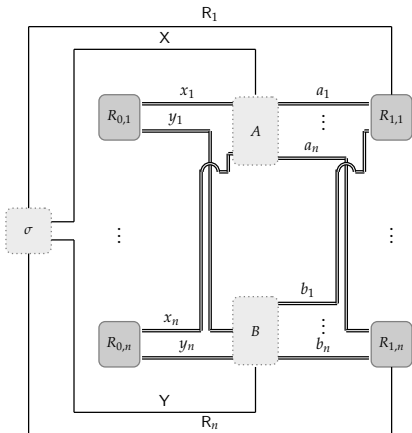 R₁
X
x₁ a₁
R₀,₁ y₁ A ⋮ R₁,₁
aₙ
σ ⋮ ⋮
b₁
xₙ ⋮
R₀,ₙ yₙ B bₙ R₁,ₙ
Y
Rₙ